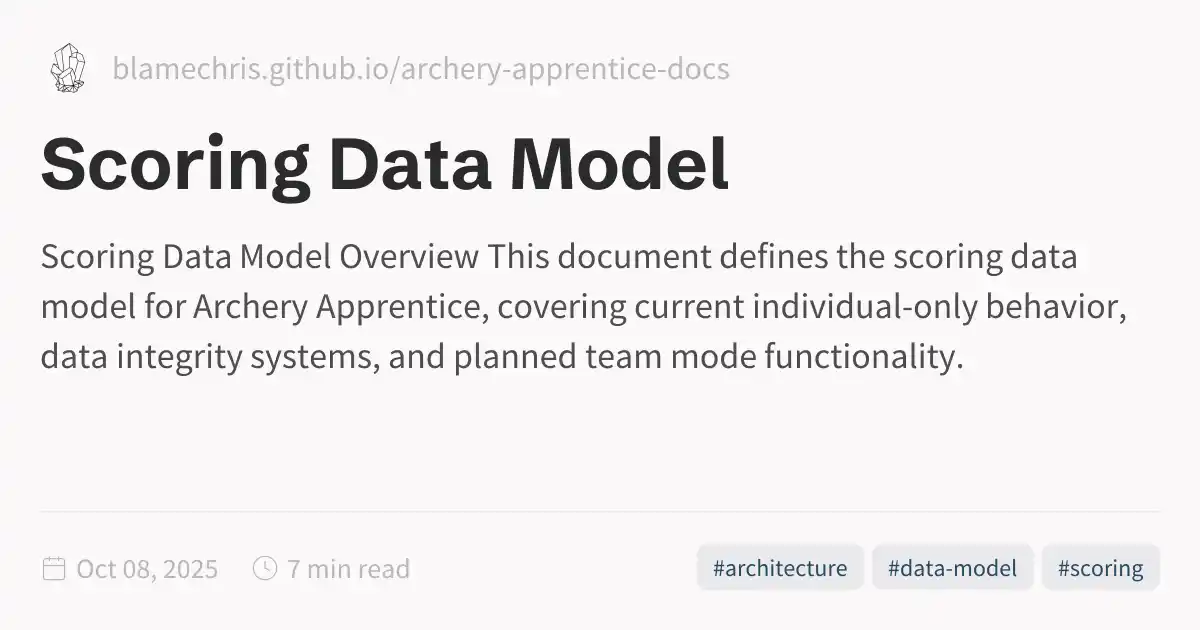 blamechris.github.io/archery-apprentice-docs
Scoring Data Model
Scoring Data Model Overview This document defines the scoring data
model for Archery Apprentice, covering current individual-only behavior,
data integrity systems, and planned team mode functionality.
Oct 08, 2025 7 min read #architecture #data-model #scoring